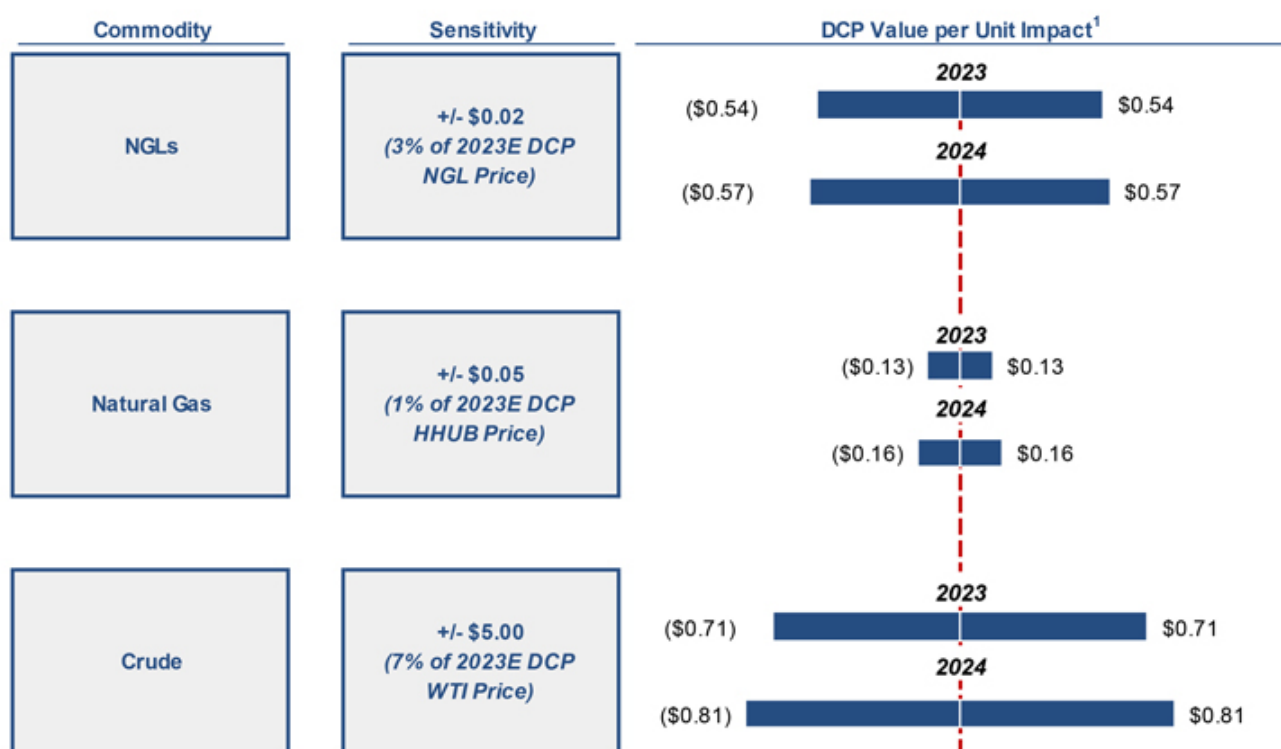 Commodity
Sensitivity
DCP Value per Unit Impact1
NGLs
+/- $0.02
(3% of 2023E DCP
NGL Price)
2023
($0.54)
$0.54
2024
($0.57)
$0.57
Natural Gas
+/- $0.05
(1% of 2023E DCP
HHUB Price)
2023
($0.13)
$0.13
2024
($0.16)
$0.16
Crude
+/- $5.00
(7% of 2023E DCP
WTI Price)
2023
($0.71)
$0.71
2024
($0.81)
$0.81